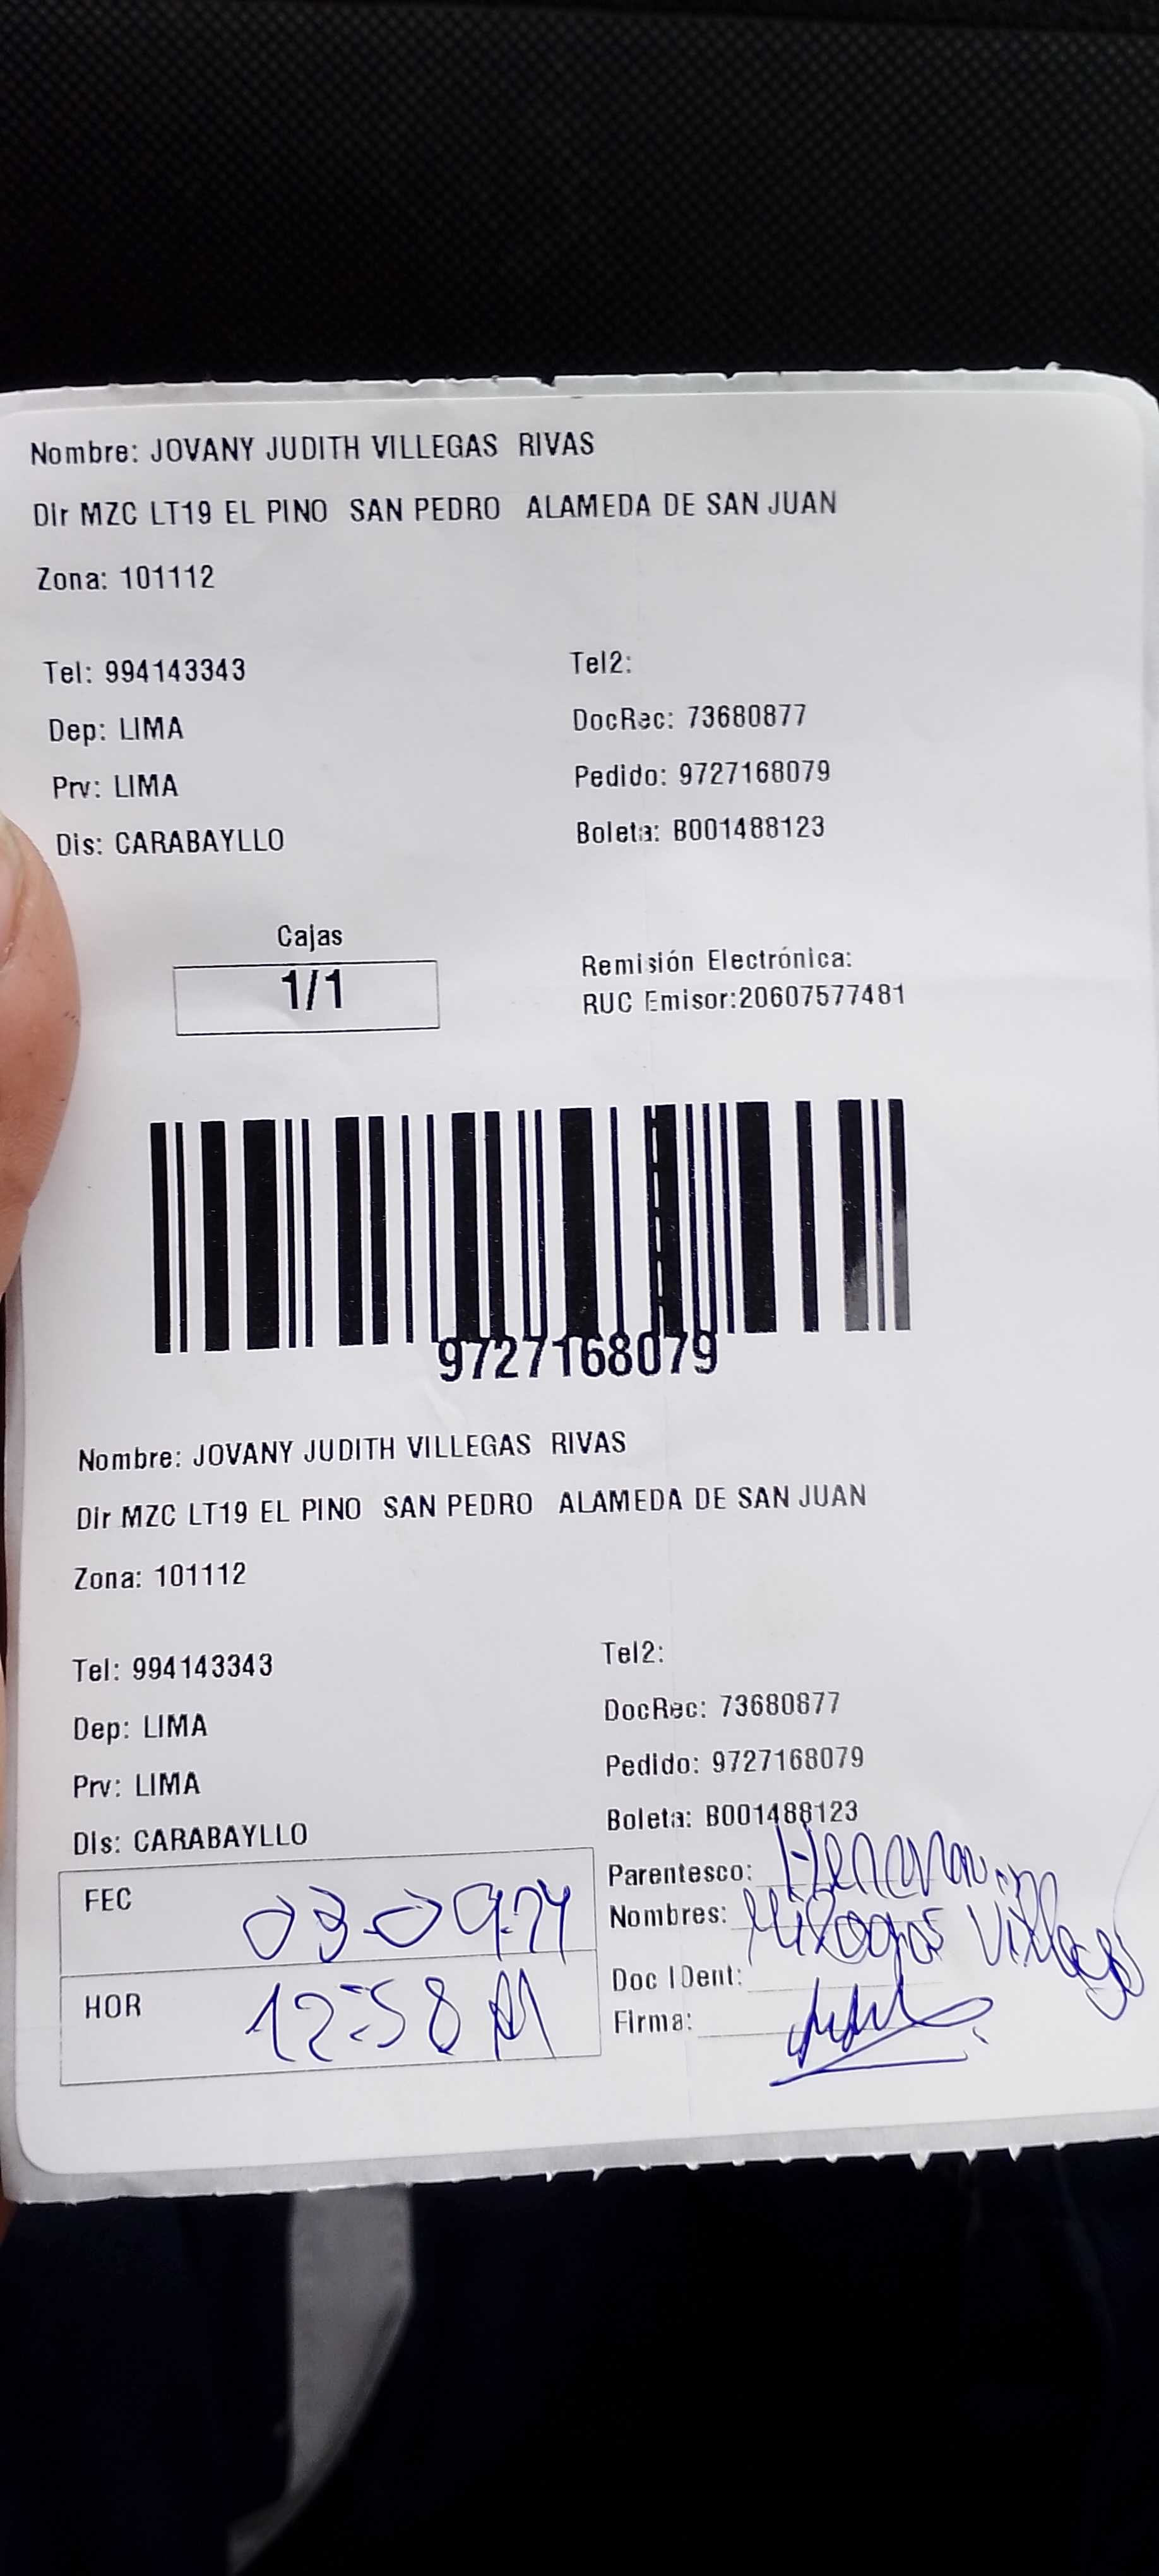 Nombre: JOVANY JUDITH VILLEGAS RIVAS
Dir MZC LT19 EL PINO SAN PEDRO ALAMEDA DE SAN JUAN
Zona: 101112
Tel: 994143343
Tel2:
Dep: LIMA
DocRec: 73680877
Prv: LIMA
Pedido: 9727168079
Dis: CARABAYLLO
Boleta: B001488123
Cajas
1/1
Remisión Electrónica:
RUC Emisor:20607577481
9727168079
Nombre: JOVANY JUDITH VILLEGAS RIVAS
Dir MZC LT19 EL PINO SAN PEDRO ALAMEDA DE SAN JUAN
Zona: 101112
Tel: 994143343
Tel2:
Dep: LIMA
DocRec: 73680877
Prv: LIMA
Pedido: 9727168079
Dis: CARABAYLLO
Boleta: B001488123
FEC
Parentesco:
Nombres: Milagros Villegas
HOR 12:58
Doc IDent:
Firma: